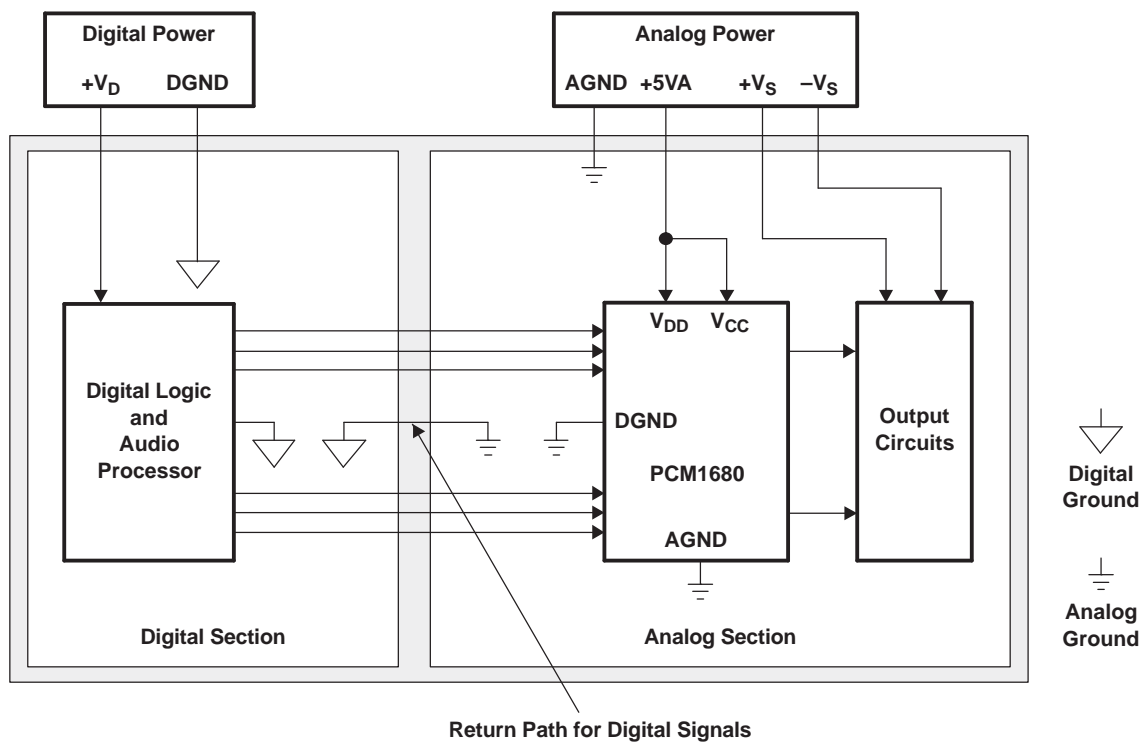 Digital Power
+VD DGND
Analog Power
AGND +5VA +VS –VS
VDD VCC
Digital Logic
and
Audio
Processor
DGND
PCM1680
AGND
Output
Circuits
Digital
Ground
Analog
Ground
Digital Section
Analog Section
Return Path for Digital Signals